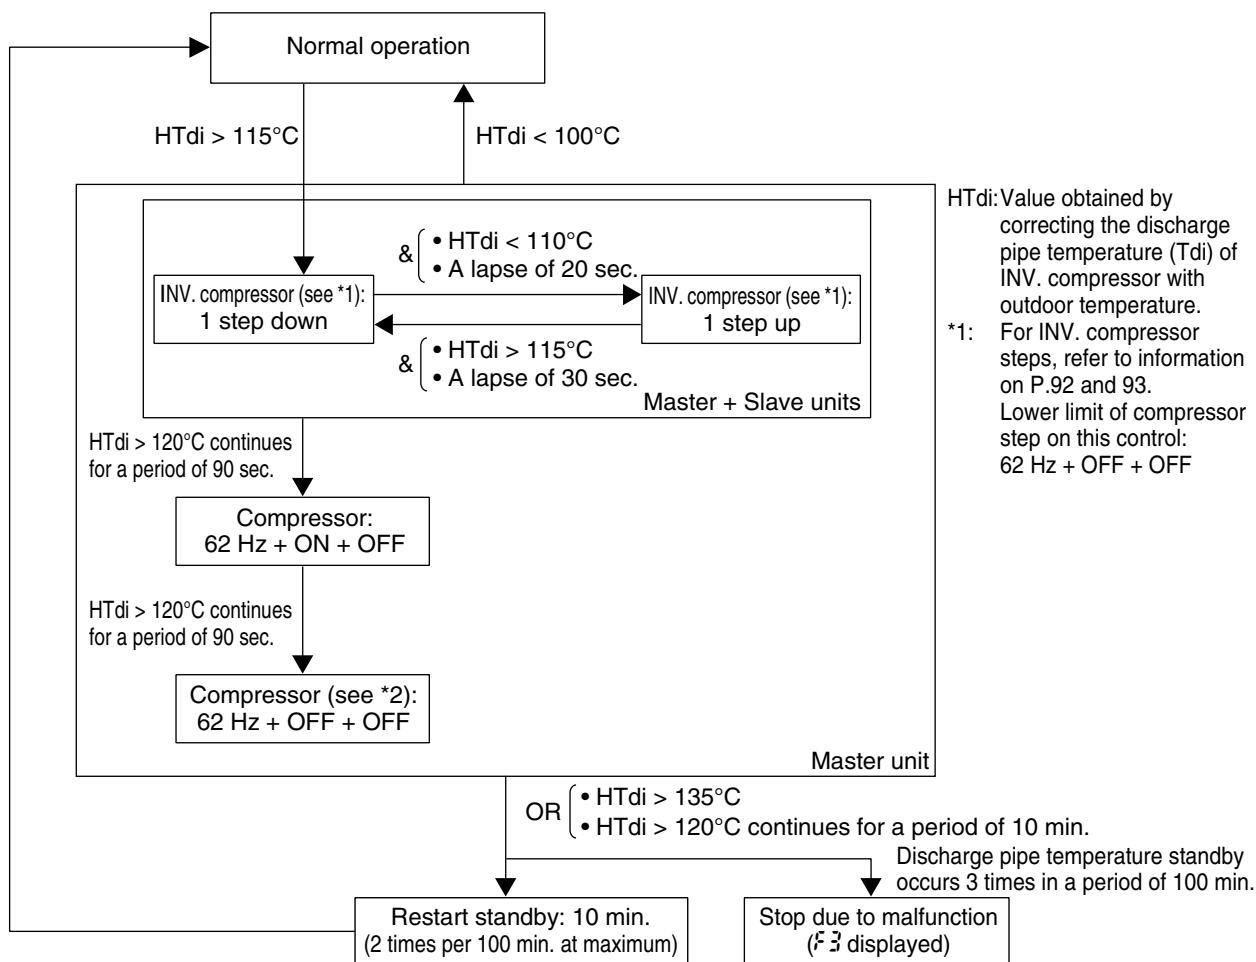 Normal operation
HTdi > 115°C
HTdi < 100°C
& • HTdi < 110°C
• A lapse of 20 sec.
INV. compressor (see *1):
1 step down
INV. compressor (see *1):
1 step up
& • HTdi > 115°C
• A lapse of 30 sec.
Master + Slave units
HTdi > 120°C continues
for a period of 90 sec.
Compressor:
62 Hz + ON + OFF
HTdi > 120°C continues
for a period of 90 sec.
Compressor (see *2):
62 Hz + OFF + OFF
Master unit
HTdi: Value obtained by
correcting the discharge
pipe temperature (Tdi) of
INV. compressor with
outdoor temperature.
*1: For INV. compressor
steps, refer to information
on P.92 and 93.
Lower limit of compressor
step on this control:
62 Hz + OFF + OFF
OR • HTdi > 135°C
• HTdi > 120°C continues for a period of 10 min.
Discharge pipe temperature standby
occurs 3 times in a period of 100 min.
Restart standby: 10 min.
(2 times per 100 min. at maximum)
Stop due to malfunction
(F3 displayed)